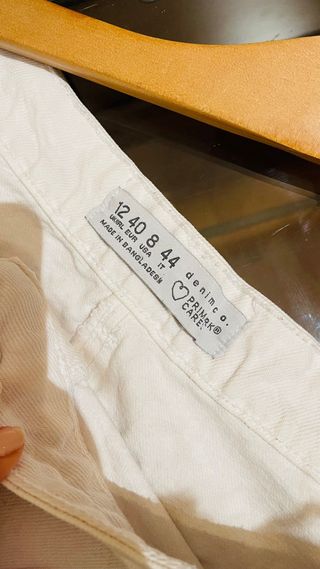 12 40 8 44
UK/IRL EUR USA IT
MADE IN BANGLADESH
denim co.
PRIMARK®
CARES